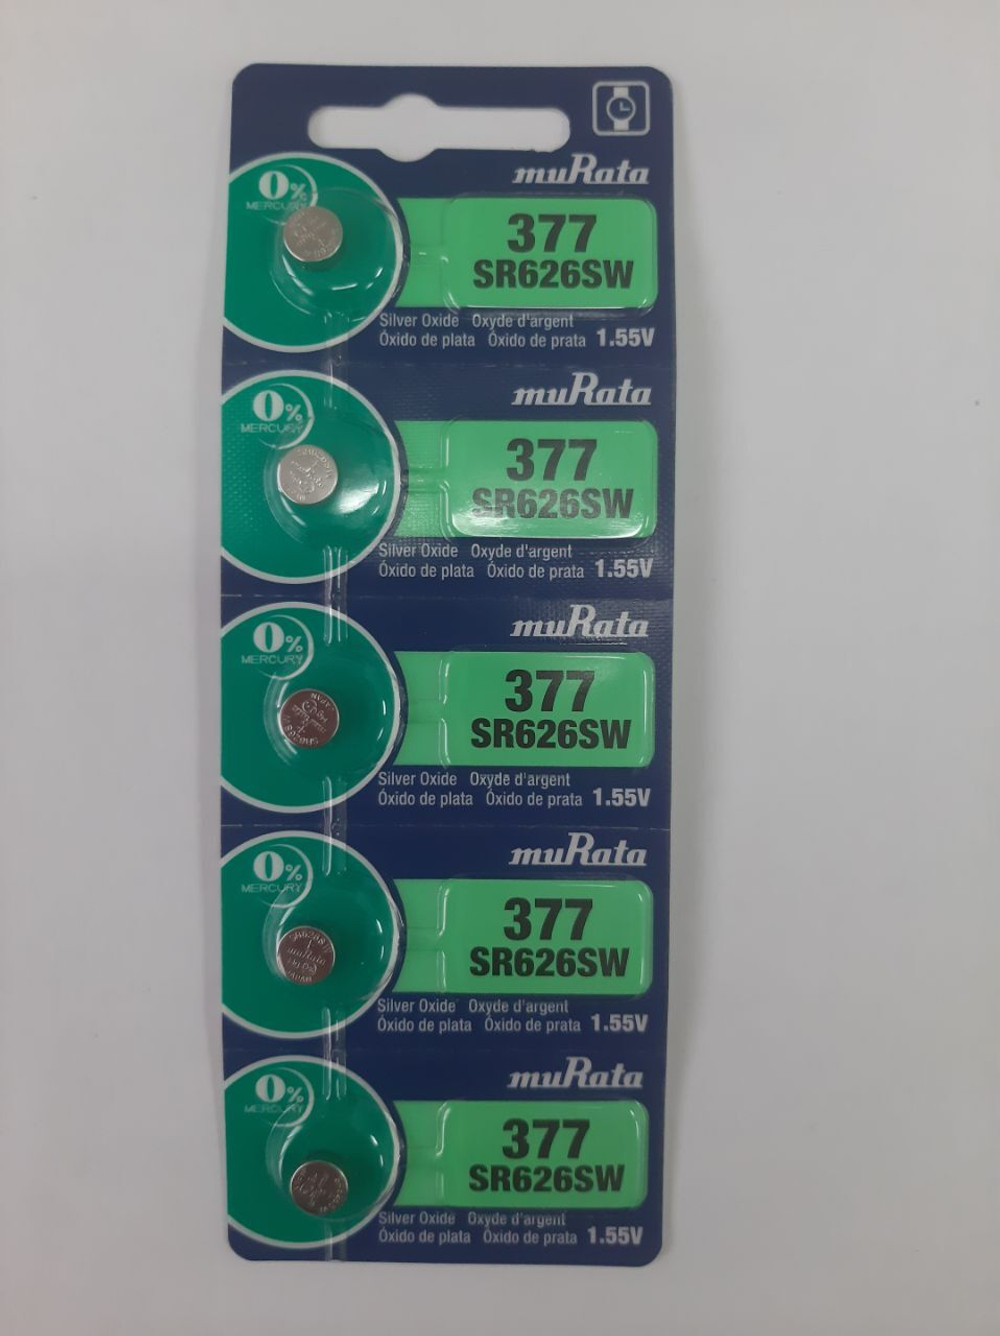 muRata
0%
MERCURY
377
SR626SW
Silver Oxide Oxyde d'argent
Óxido de plata Óxido de prata 1.55V
muRata
0%
MERCURY
377
SR626SW
Silver Oxide Oxyde d'argent
Óxido de plata Óxido de prata 1.55V
muRata
0%
MERCURY
377
SR626SW
Silver Oxide Oxyde d'argent
Óxido de plata Óxido de prata 1.55V
muRata
0%
MERCURY
377
SR626SW
Silver Oxide Oxyde d'argent
Óxido de plata Óxido de prata 1.55V
muRata
0%
MERCURY
377
SR626SW
Silver Oxide Oxyde d'argent
Óxido de plata Óxido de prata 1.55V